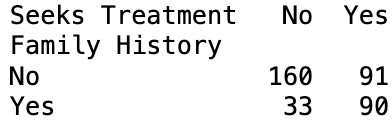 Seeks Treatment No Yes
Family History
No 160 91
Yes 33 90